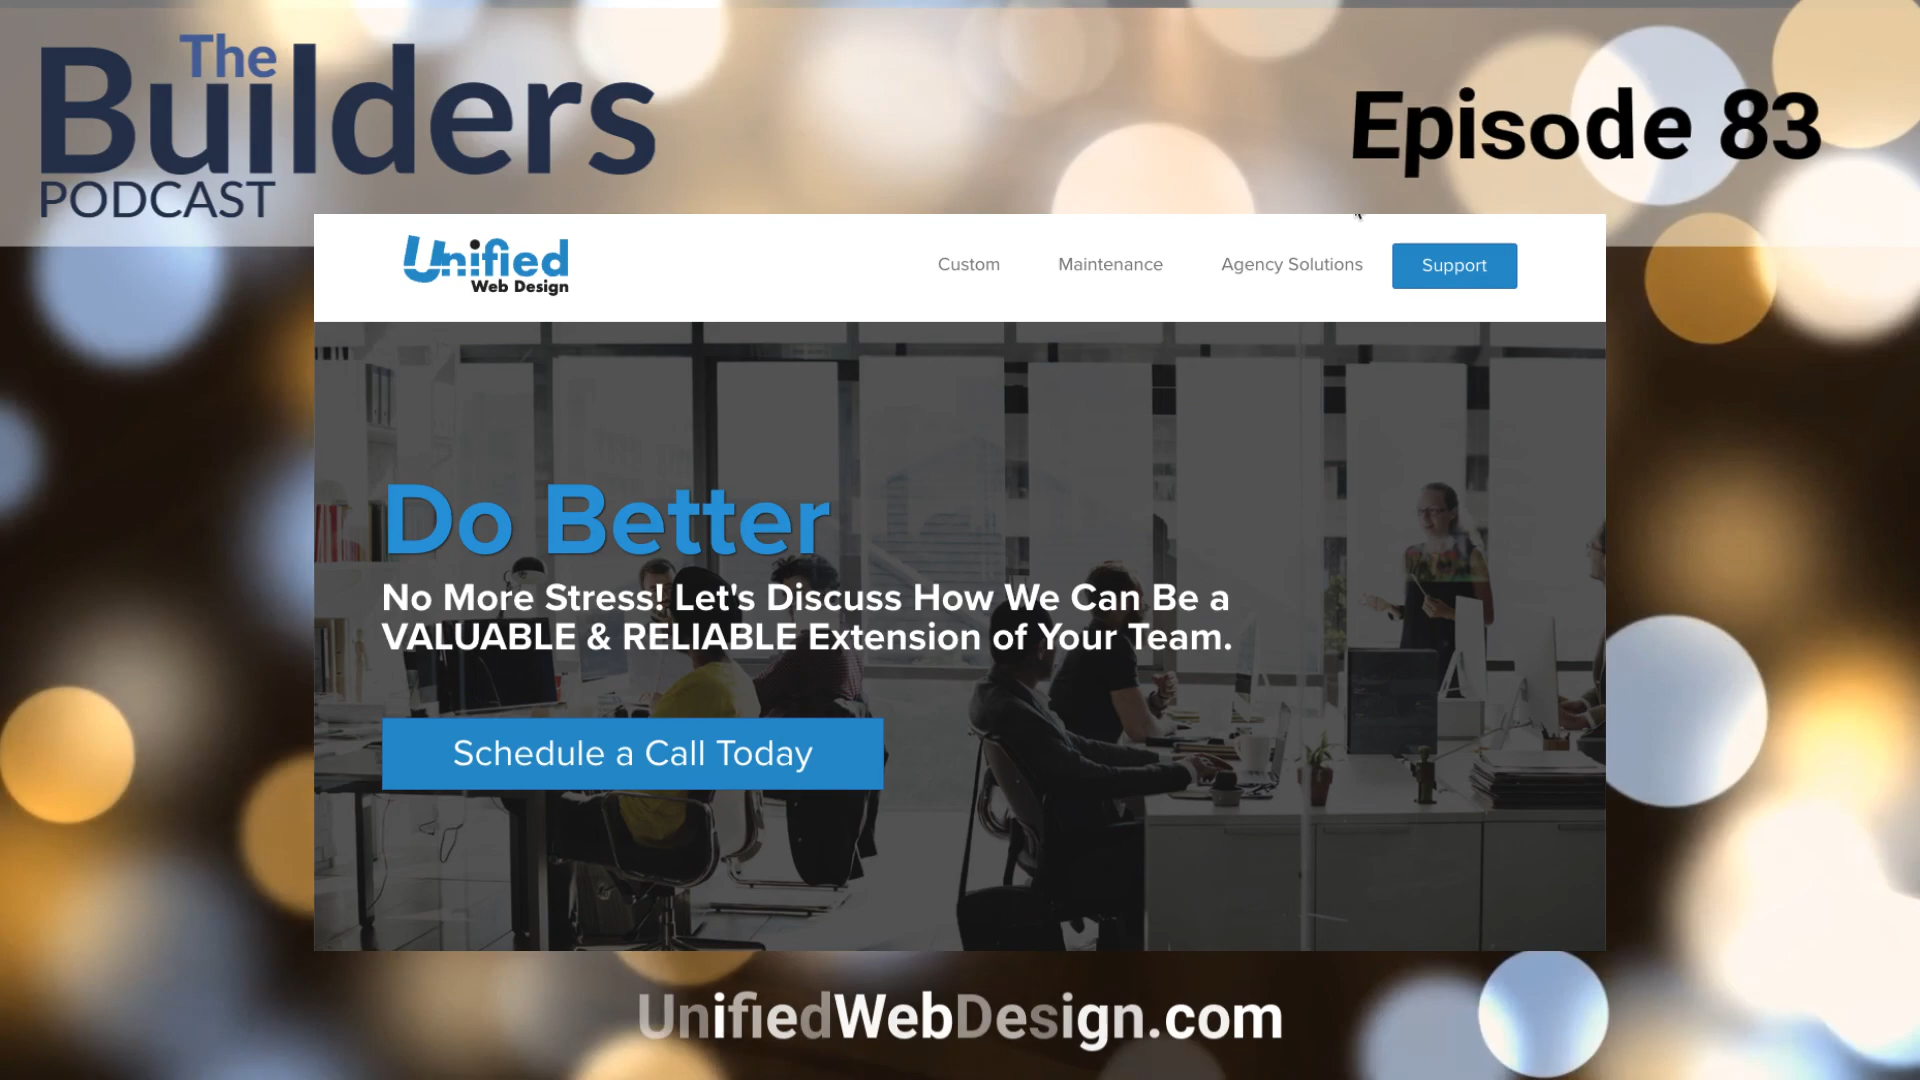 The
Builders
PODCAST
Episode 83
Unified
Web Design
Custom
Maintenance
Agency Solutions
Support
Do Better
No More Stress! Let's Discuss How We Can Be a
VALUABLE & RELIABLE Extension of Your Team.
Schedule a Call Today
UnifiedWebDesign.com